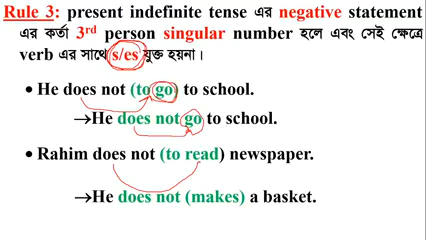 Rule 3: present indefinite tense এর negative statement
এর কর্তা 3rd person singular number হলে এবং সেই ক্ষেত্রে
verb এর সাথে s/es যুক্ত হয়না ।
• He does not (to go) to school.
→He does not go to school.
• Rahim does not (to read) newspaper.
→He does not (makes) a basket.